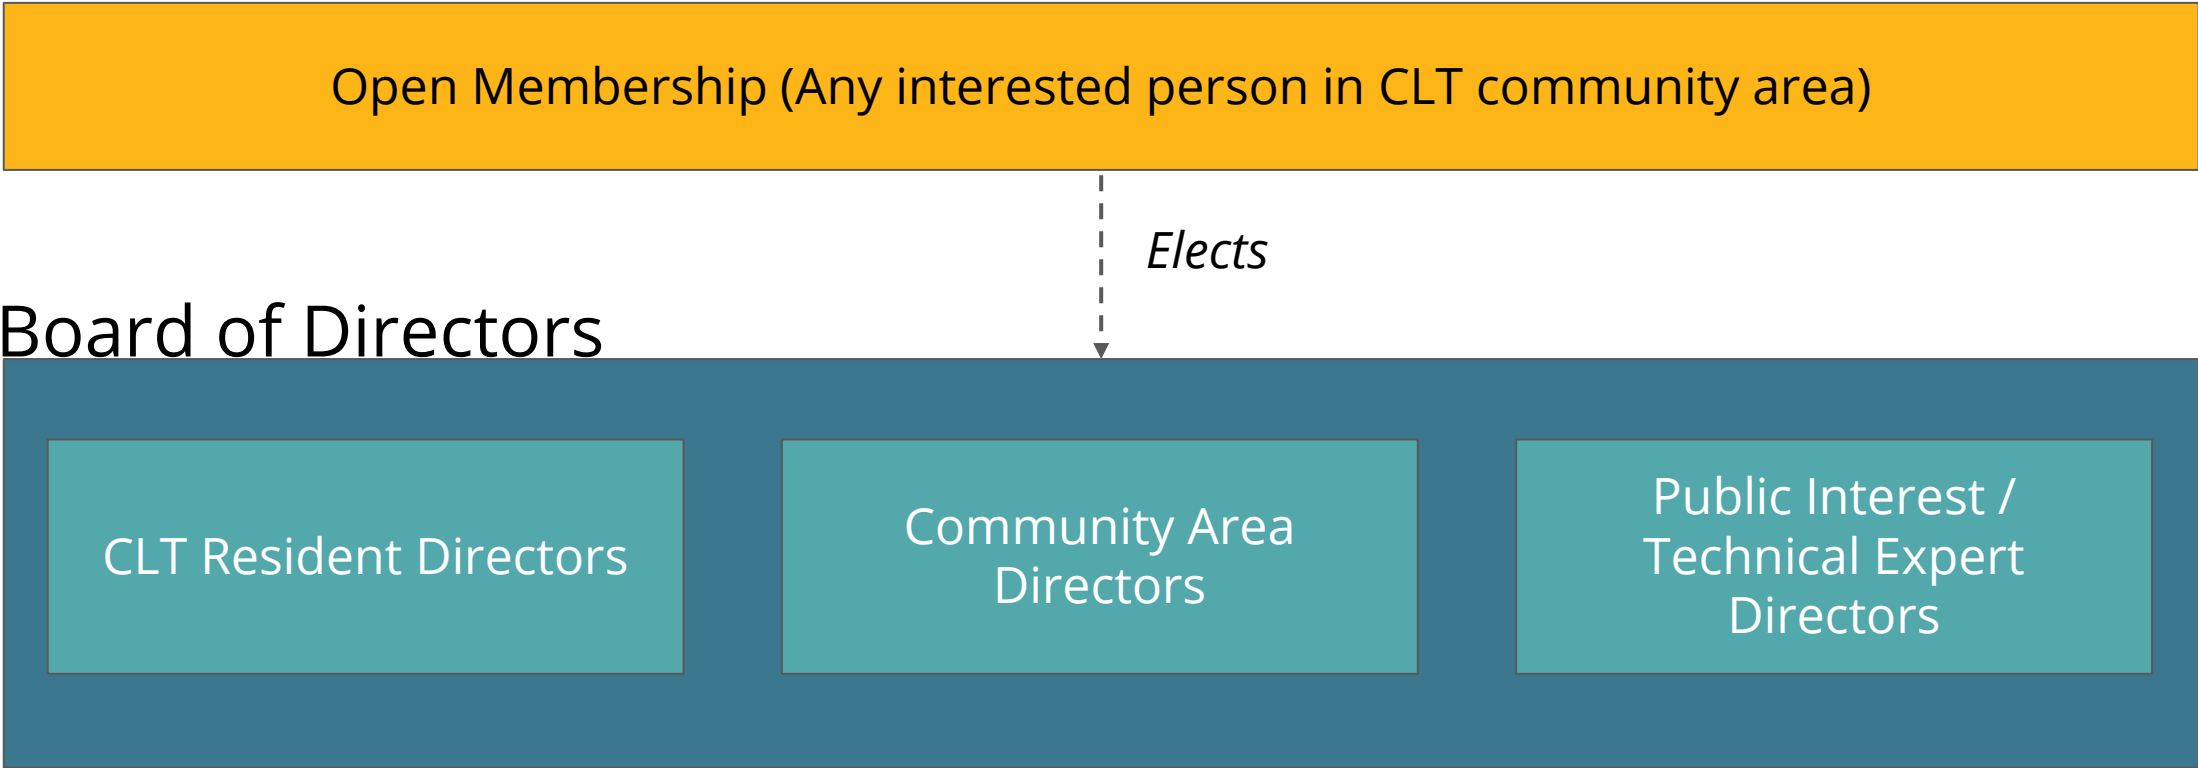 Open Membership (Any interested person in CLT community area)
Elects
Board of Directors
CLT Resident Directors
Community Area
Directors
Public Interest /
Technical Expert
Directors